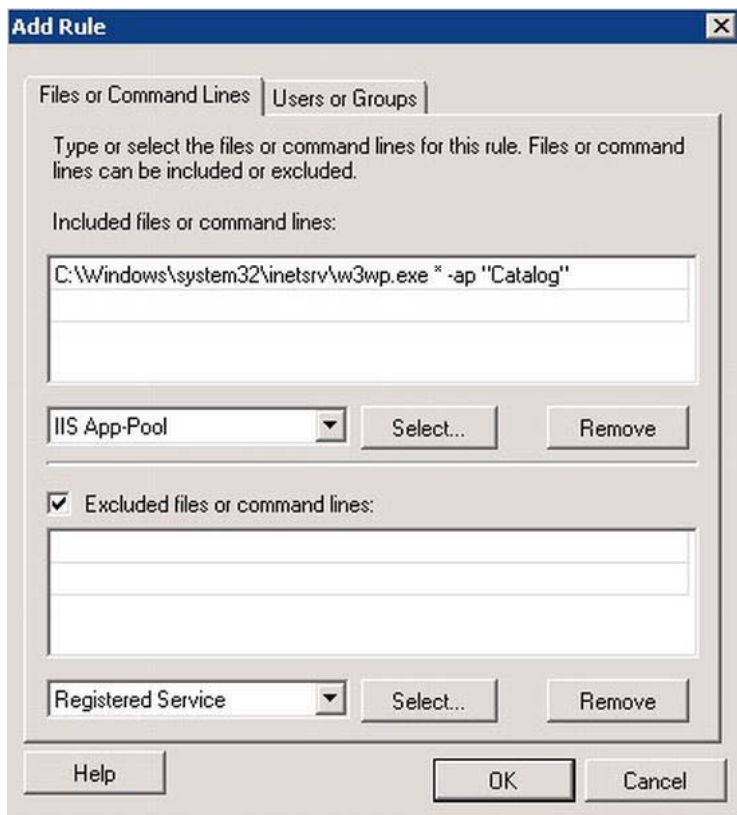 Add Rule
Files or Command Lines
Users or Groups
Type or select the files or command lines for this rule. Files or command
lines can be included or excluded.
Included files or command lines:
C:\Windows\system32\inetsrv\w3wp.exe * -ap "Catalog"
IIS App-Pool
Select...
Remove
Excluded files or command lines:
Registered Service
Select...
Remove
Help
OK
Cancel